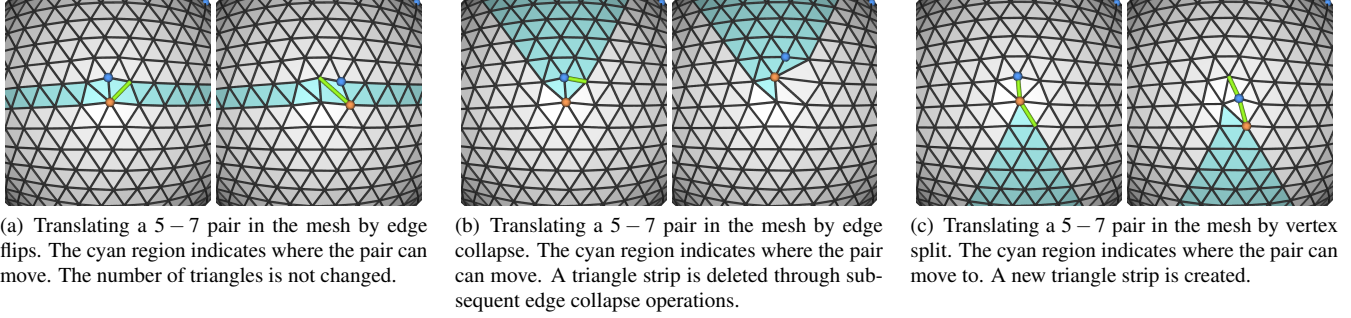 (a) Translating a 5 − 7 pair in the mesh by edge
flips. The cyan region indicates where the pair can
move. The number of triangles is not changed.
(b) Translating a 5 − 7 pair in the mesh by edge
collapse. The cyan region indicates where the pair
can move. A triangle strip is deleted through sub-
sequent edge collapse operations.
(c) Translating a 5 − 7 pair in the mesh by vertex
split. The cyan region indicates where the pair can
move to. A new triangle strip is created.